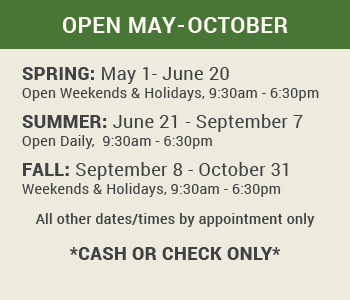 OPEN MAY-OCTOBER
SPRING: May 1- June 20
Open Weekends & Holidays, 9:30am - 6:30pm
SUMMER: June 21 - September 7
Open Daily,  9:30am - 6:30pm
FALL: September 8 - October 31
Weekends & Holidays, 9:30am - 6:30pm
All other dates/times by appointment only
*CASH OR CHECK ONLY*